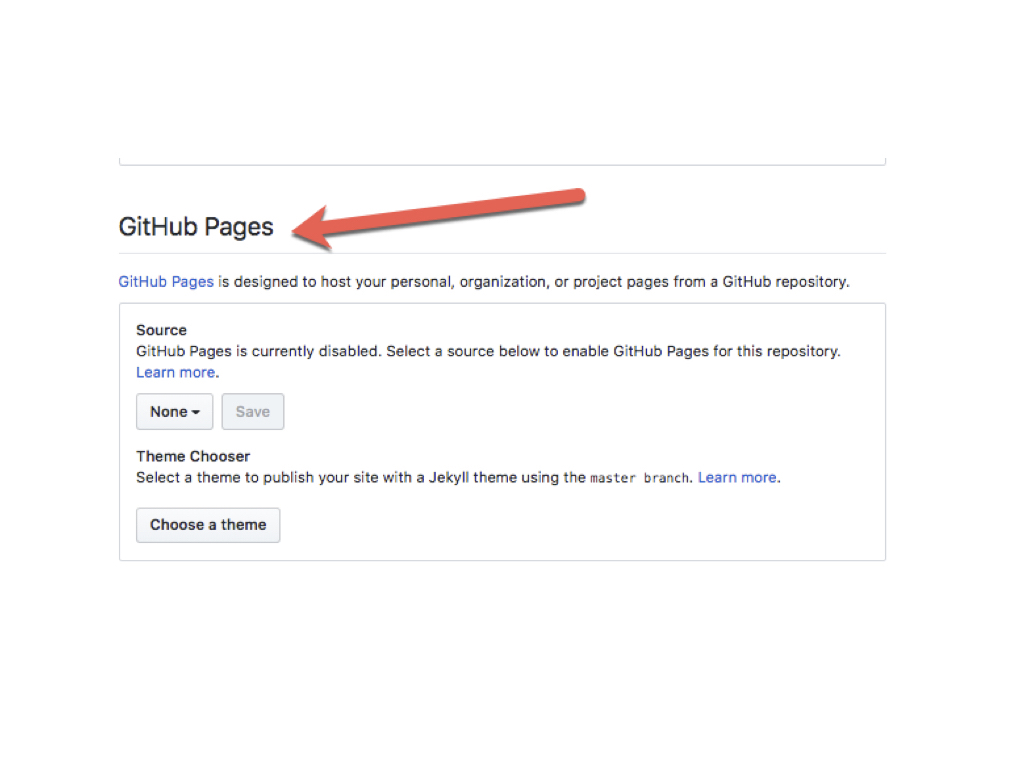 GitHub Pages
GitHub Pages is designed to host your personal, organization, or project pages from a GitHub repository.
Source
GitHub Pages is currently disabled. Select a source below to enable GitHub Pages for this repository.
Learn more.
None Save
Theme Chooser
Select a theme to publish your site with a Jekyll theme using the master branch. Learn more.
Choose a theme